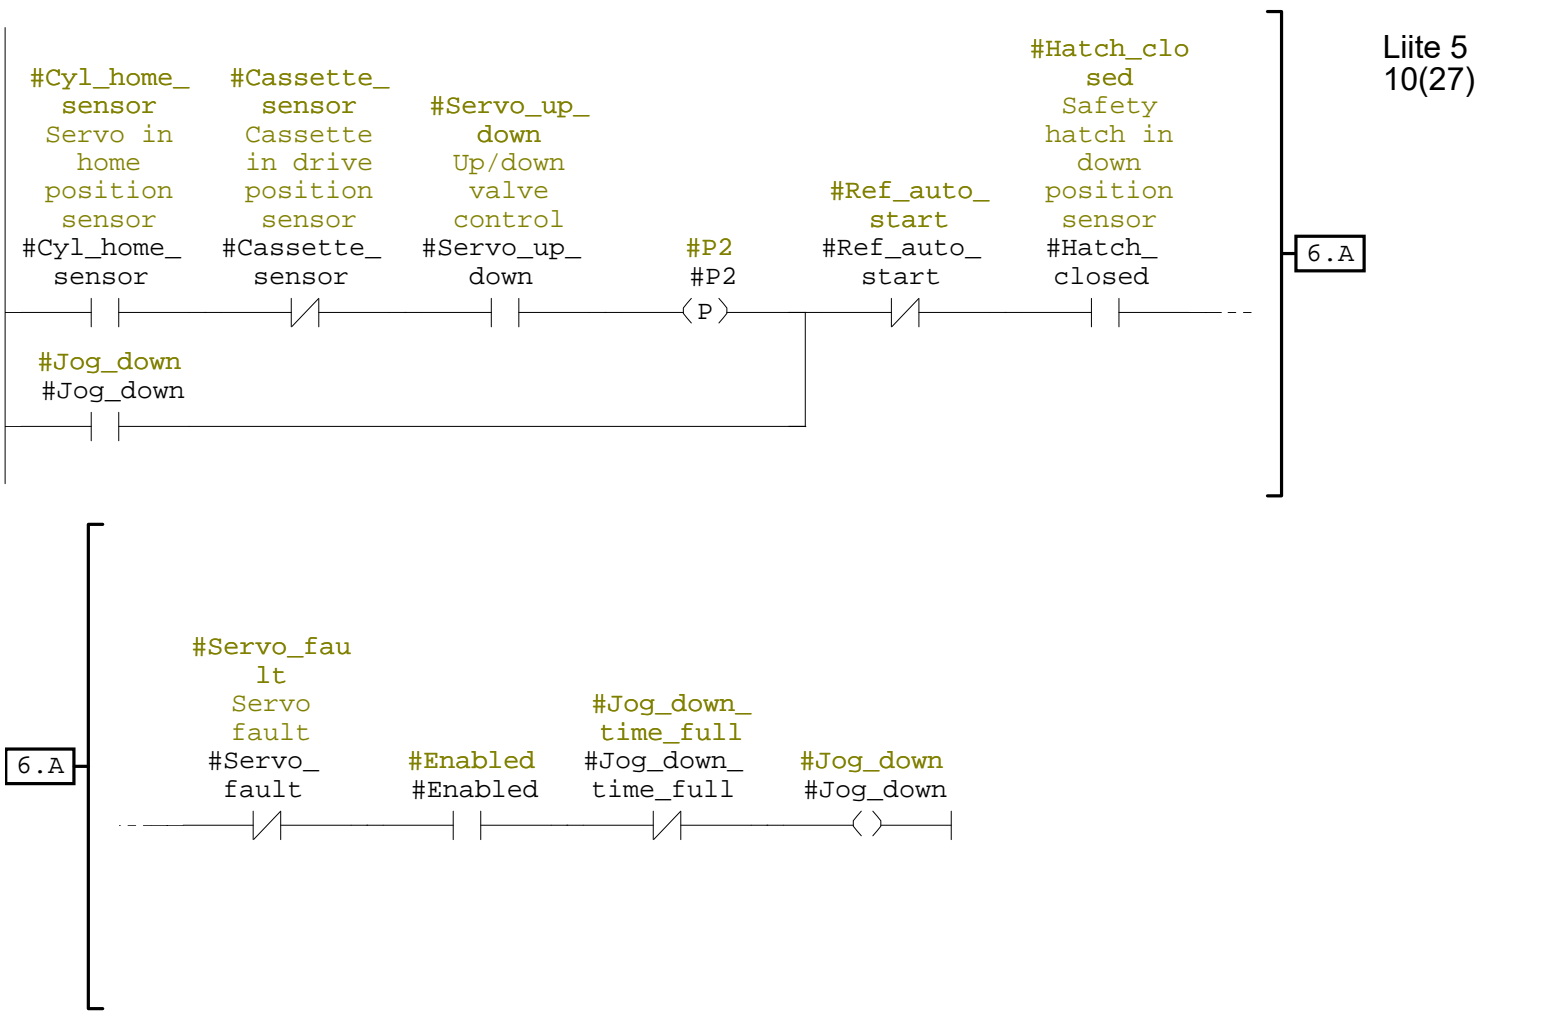 Liite 5
10(27)
#Cyl_home_
sensor
Servo in
home
position
sensor
#Cyl_home_
sensor
#Cassette_
sensor
Cassette
in drive
position
sensor
#Cassette_
sensor
#Servo_up_
down
Up/down
valve
control
#Servo_up_
down
#P2
#P2
P
#Ref_auto_
start
#Ref_auto_
start
#Hatch_clo
sed
Safety
hatch in
down
position
sensor
#Hatch_
closed
6.A
#Jog_down
#Jog_down
6.A
#Servo_fau
lt
Servo
fault
#Servo_
fault
#Enabled
#Enabled
#Jog_down_
time_full
#Jog_down_
time_full
#Jog_down
#Jog_down